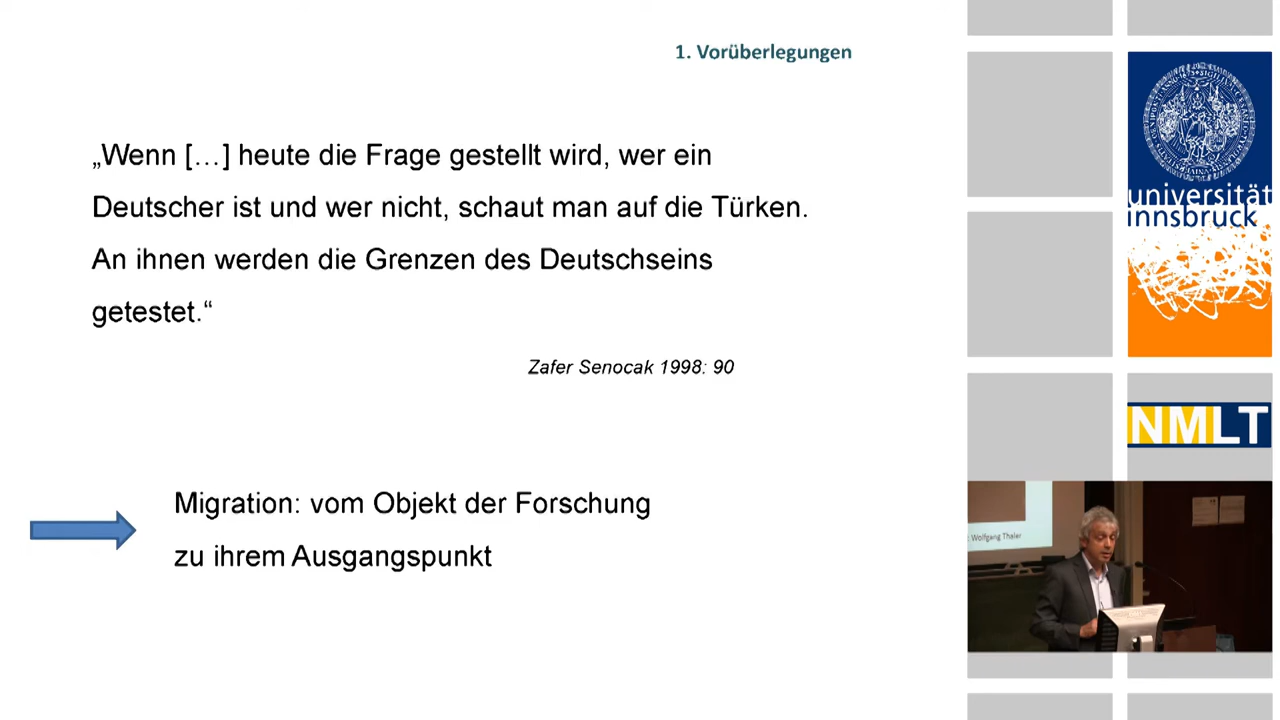 1. Vorüberlegungen
„Wenn […] heute die Frage gestellt wird, wer ein
Deutscher ist und wer nicht, schaut man auf die Türken.
An ihnen werden die Grenzen des Deutschseins
getestet.“
Zafer Senocak 1998: 90
Migration: vom Objekt der Forschung
zu ihrem Ausgangspunkt
universität
innsbruck
NMLT
Wolfgang Thaler